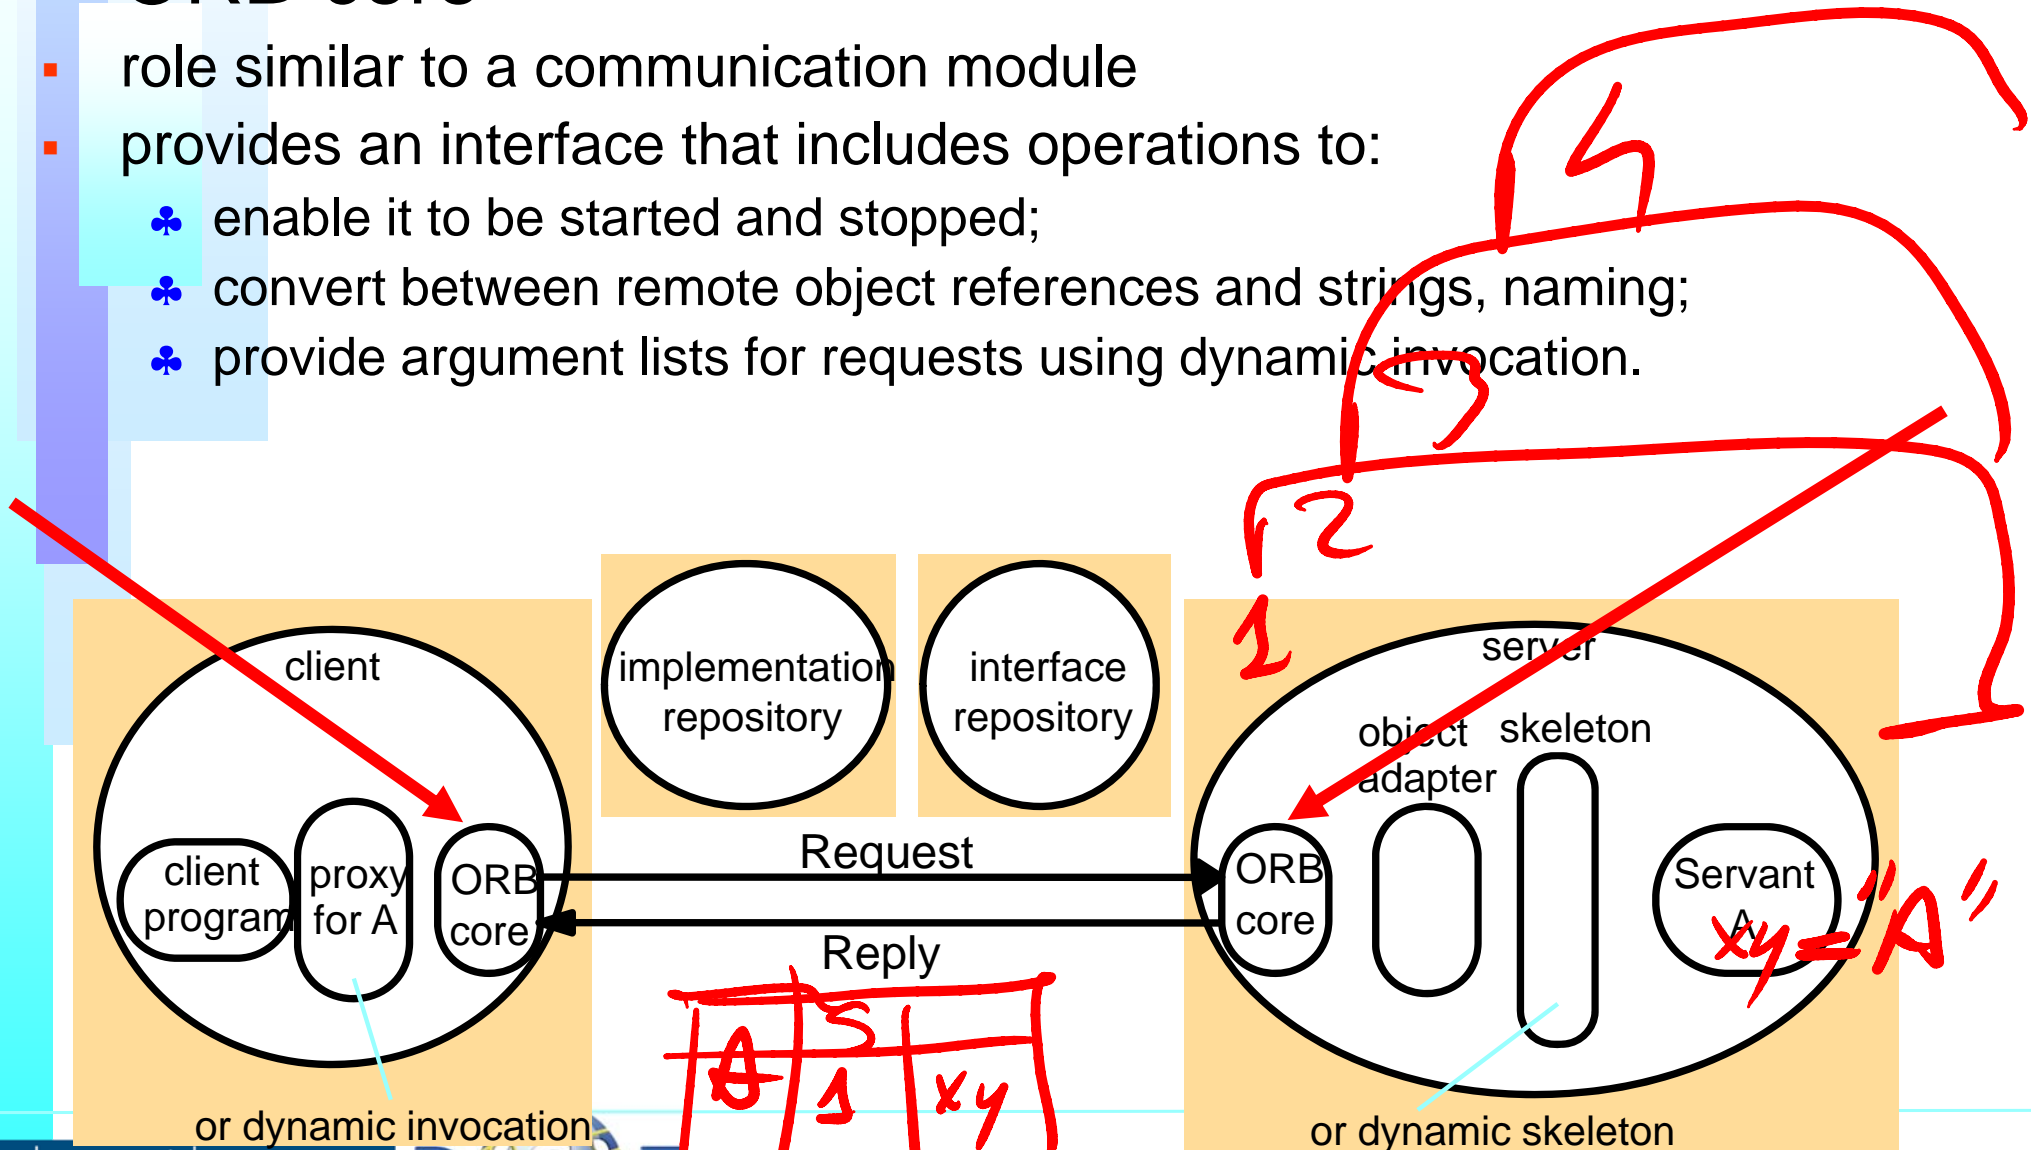 ORB core
role similar to a communication module
provides an interface that includes operations to:
enable it to be started and stopped;
convert between remote object references and strings, naming;
provide argument lists for requests using dynamic invocation.
4
3
2
1
client
implementation
repository
interface
repository
server
object
adapter
skeleton
client
program
proxy
for A
ORB
core
Request
Reply
ORB
core
Servant
A
xy = "A"
S
A 1 xy
or dynamic invocation
or dynamic skeleton